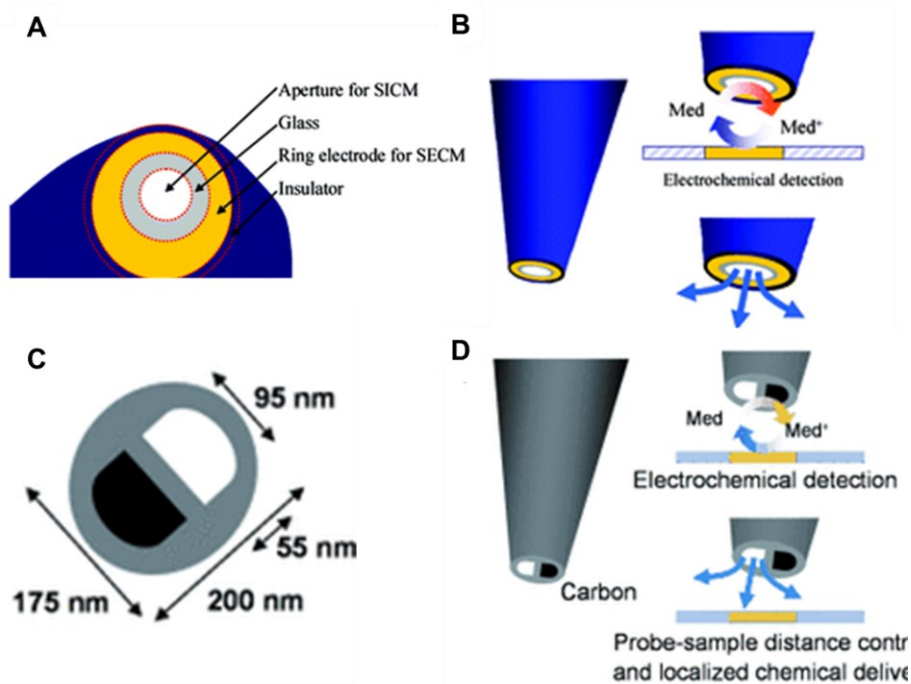 A
Aperture for SICM
Glass
Ring electrode for SECM
Insulator
B
Med
Med+
Electrochemical detection
C
95 nm
55 nm
175 nm
200 nm
D
Med
Med+
Electrochemical detection
Carbon
Probe-sample distance contr
and localized chemical delive